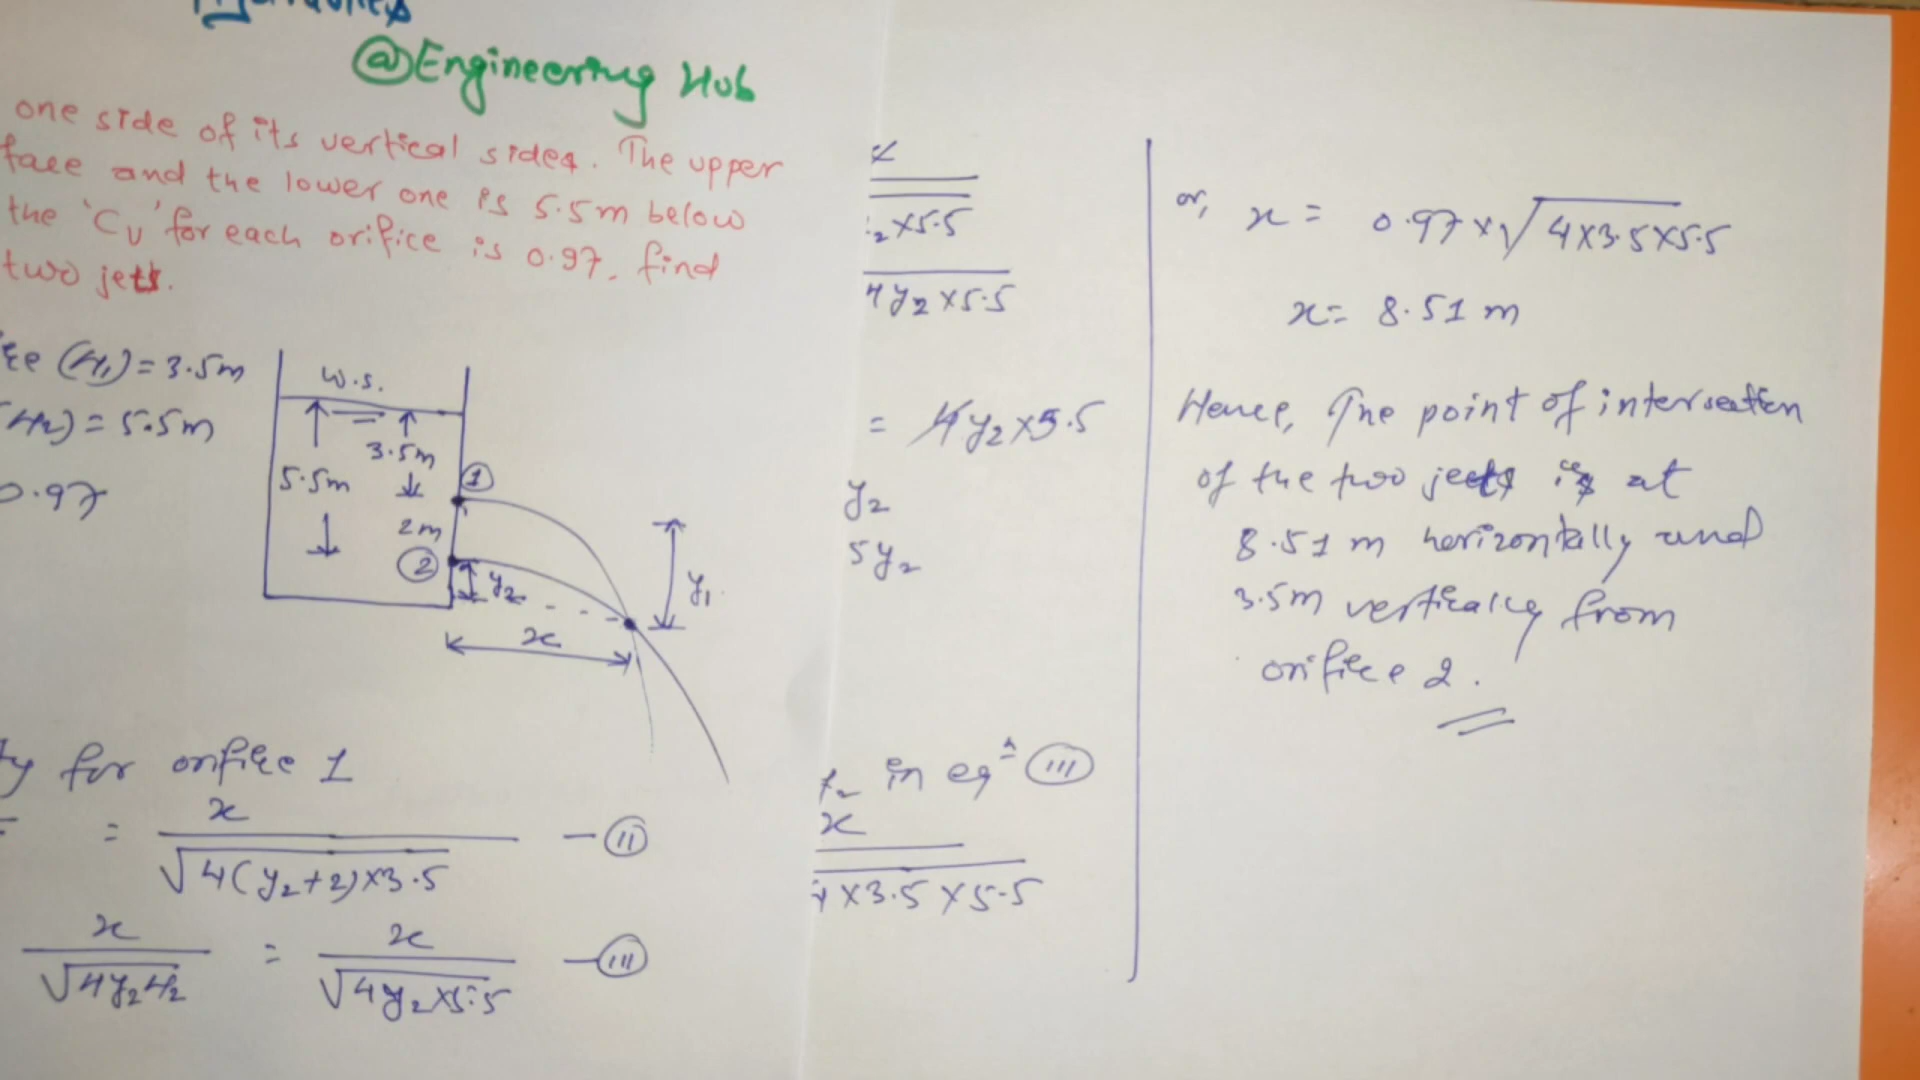 @Engineering Hub
one side of its vertical sides. The upper
face and the lower one is 5.5m below
the 'Cv' for each orifice is 0.97, find
two jets.
(H₁) = 3.5m
H₂) = 5.5m
0.97
W.S.
3.5m
5.5m
1
2m
2
y₂
y₁
x
for orifice 1
= x / √4(y₂+2)×3.5 — (II)
x / √4y₂H₂ = x / √4y₂×5.5 — (III)
x
×5.5
4y₂×5.5
= 4y₂×5.5
y₂
5y₂
in eqⁿ (III)
x
×3.5×5.5
or, x = 0.97×√4×3.5×5.5
x = 8.51 m
Hence, The point of intersection
of the two jets is at
8.51 m horizontally and
3.5m vertically from
orifice 2.